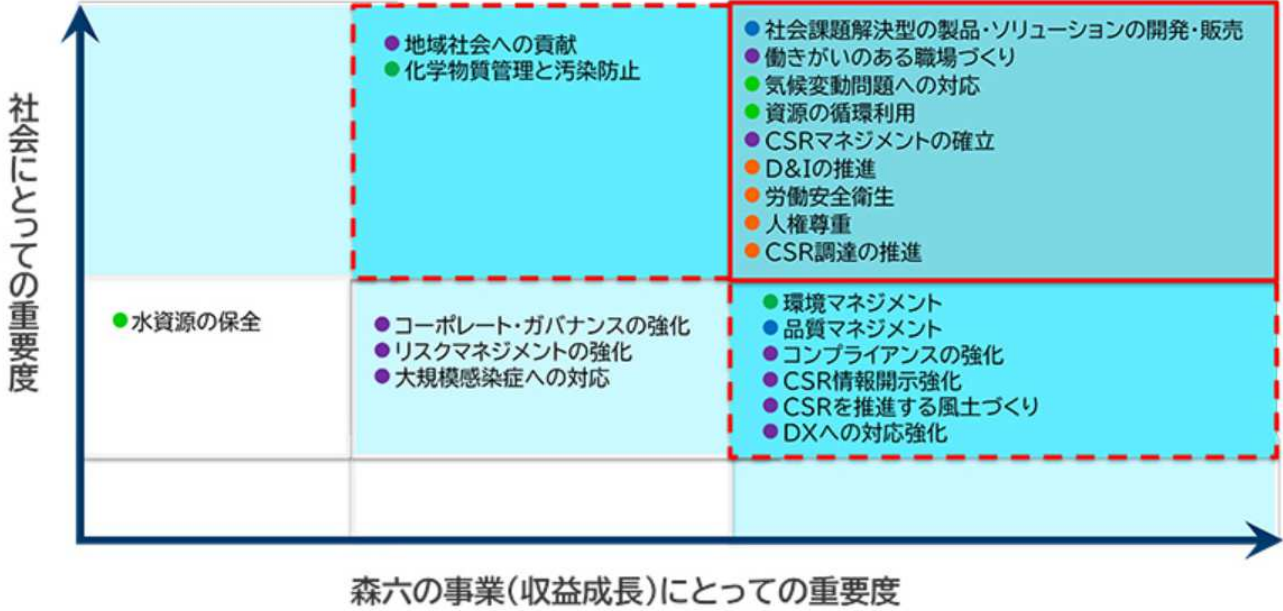 社会にとっての重要度
●地域社会への貢献
●化学物質管理と汚染防止
●社会課題解決型の製品・ソリューションの開発・販売
●働きがいのある職場づくり
●気候変動問題への対応
●資源の循環利用
●CSRマネジメントの確立
●D&Iの推進
●労働安全衛生
●人権尊重
●CSR調達の推進
●水資源の保全
●コーポレート・ガバナンスの強化
●リスクマネジメントの強化
●大規模感染症への対応
●環境マネジメント
●品質マネジメント
●コンプライアンスの強化
●CSR情報開示強化
●CSRを推進する風土づくり
●DXへの対応強化
森六の事業(収益成長)にとっての重要度